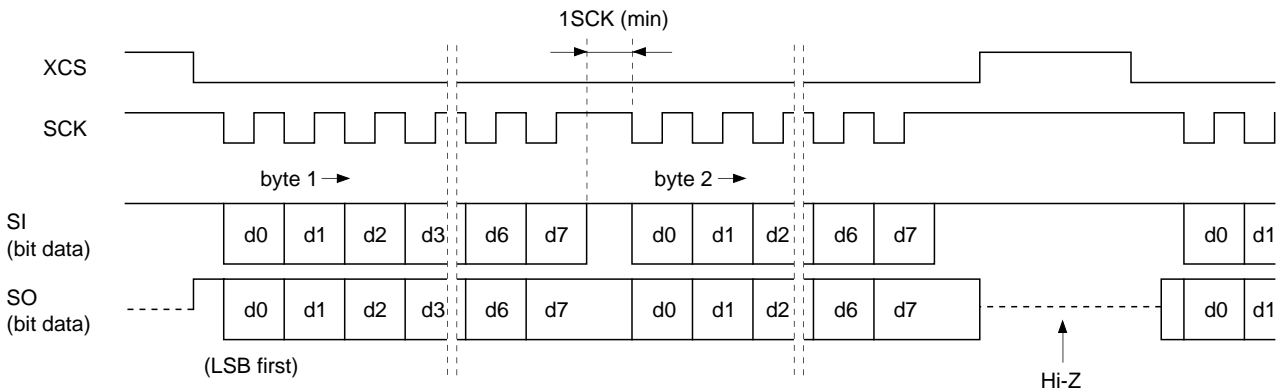 1SCK (min)
XCS
SCK
byte 1
byte 2
SI
(bit data)
d0 d1 d2 d3 d6 d7 d0 d1 d2 d6 d7 d0 d1
SO
(bit data)
d0 d1 d2 d3 d6 d7 d0 d1 d2 d6 d7 d0 d1
(LSB first)
Hi-Z